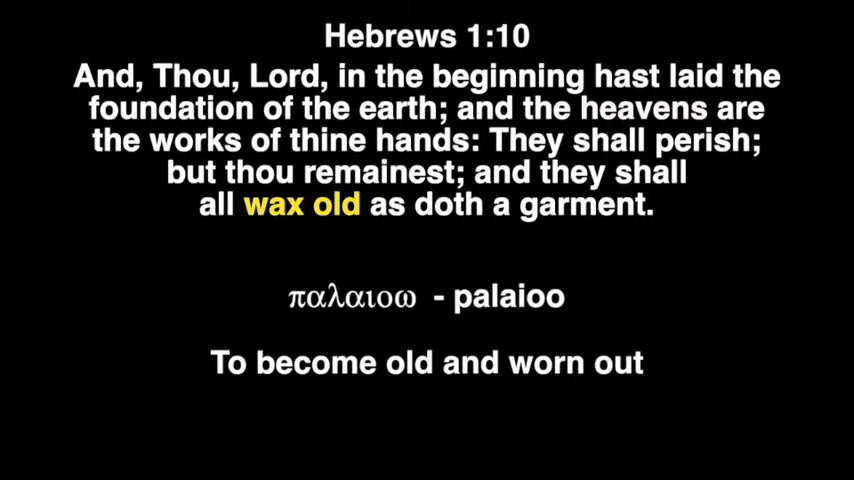 Hebrews 1:10
And, Thou, Lord, in the beginning hast laid the
foundation of the earth; and the heavens are
the works of thine hands: They shall perish;
but thou remainest; and they shall
all wax old as doth a garment.
παλαιοω - palaioo
To become old and worn out